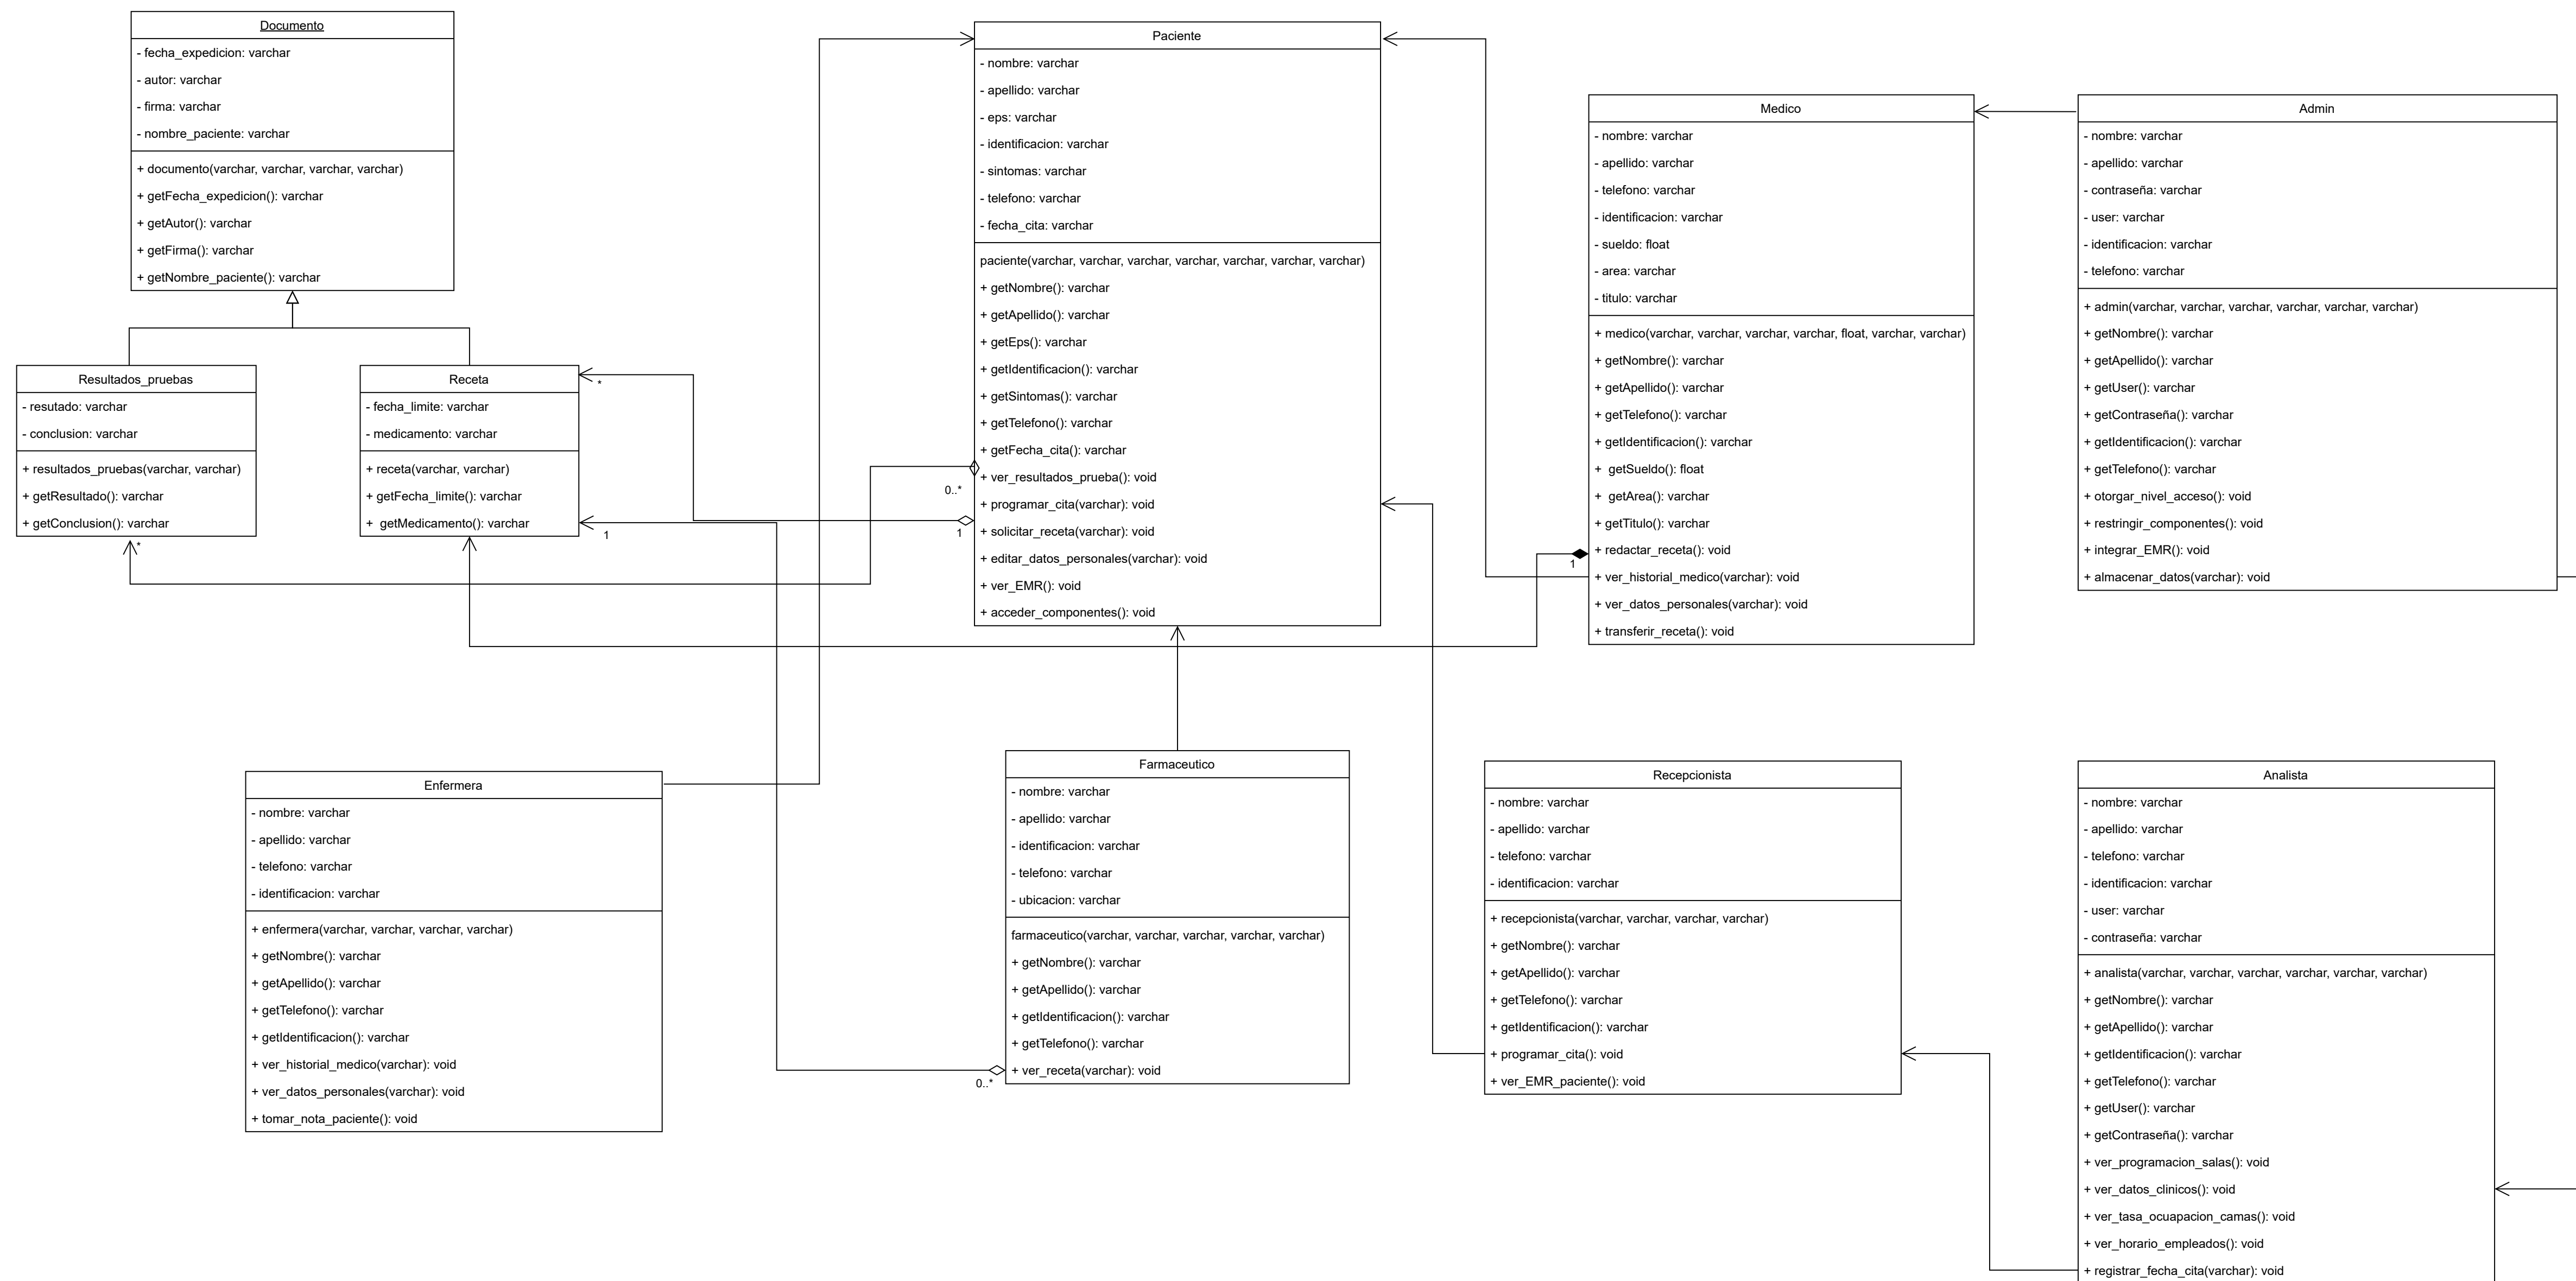 Documento
- fecha_expedicion: varchar
- autor: varchar
- firma: varchar
- nombre_paciente: varchar
+ documento(varchar, varchar, varchar, varchar)
+ getFecha_expedicion(): varchar
+ getAutor(): varchar
+ getFirma(): varchar
+ getNombre_paciente(): varchar
Resultados_pruebas
- resutado: varchar
- conclusion: varchar
+ resultados_pruebas(varchar, varchar)
+ getResultado(): varchar
+ getConclusion(): varchar
*
Receta
- fecha_limite: varchar
- medicamento: varchar
+ receta(varchar, varchar)
+ getFecha_limite(): varchar
+  getMedicamento(): varchar
*
1
Paciente
- nombre: varchar
- apellido: varchar
- eps: varchar
- identificacion: varchar
- sintomas: varchar
- telefono: varchar
- fecha_cita: varchar
paciente(varchar, varchar, varchar, varchar, varchar, varchar, varchar)
+ getNombre(): varchar
+ getApellido(): varchar
+ getEps(): varchar
+ getIdentificacion(): varchar
+ getSintomas(): varchar
+ getTelefono(): varchar
+ getFecha_cita(): varchar
+ ver_resultados_prueba(): void
+ programar_cita(varchar): void
+ solicitar_receta(varchar): void
+ editar_datos_personales(varchar): void
+ ver_EMR(): void
+ acceder_componentes(): void
0..*
1
Medico
- nombre: varchar
- apellido: varchar
- telefono: varchar
- identificacion: varchar
- sueldo: float
- area: varchar
- titulo: varchar
+ medico(varchar, varchar, varchar, varchar, float, varchar, varchar)
+ getNombre(): varchar
+ getApellido(): varchar
+ getTelefono(): varchar
+ getIdentificacion(): varchar
+  getSueldo(): float
+  getArea(): varchar
+ getTitulo(): varchar
+ redactar_receta(): void
+ ver_historial_medico(varchar): void
+ ver_datos_personales(varchar): void
+ transferir_receta(): void
1
Admin
- nombre: varchar
- apellido: varchar
- contraseña: varchar
- user: varchar
- identificacion: varchar
- telefono: varchar
+ admin(varchar, varchar, varchar, varchar, varchar, varchar)
+ getNombre(): varchar
+ getApellido(): varchar
+ getUser(): varchar
+ getContraseña(): varchar
+ getIdentificacion(): varchar
+ getTelefono(): varchar
+ otorgar_nivel_acceso(): void
+ restringir_componentes(): void
+ integrar_EMR(): void
+ almacenar_datos(varchar): void
Enfermera
- nombre: varchar
- apellido: varchar
- telefono: varchar
- identificacion: varchar
+ enfermera(varchar, varchar, varchar, varchar)
+ getNombre(): varchar
+ getApellido(): varchar
+ getTelefono(): varchar
+ getIdentificacion(): varchar
+ ver_historial_medico(varchar): void
+ ver_datos_personales(varchar): void
+ tomar_nota_paciente(): void
Farmaceutico
- nombre: varchar
- apellido: varchar
- identificacion: varchar
- telefono: varchar
- ubicacion: varchar
farmaceutico(varchar, varchar, varchar, varchar, varchar)
+ getNombre(): varchar
+ getApellido(): varchar
+ getIdentificacion(): varchar
+ getTelefono(): varchar
+ ver_receta(varchar): void
0..*
Recepcionista
- nombre: varchar
- apellido: varchar
- telefono: varchar
- identificacion: varchar
+ recepcionista(varchar, varchar, varchar, varchar)
+ getNombre(): varchar
+ getApellido(): varchar
+ getTelefono(): varchar
+ getIdentificacion(): varchar
+ programar_cita(): void
+ ver_EMR_paciente(): void
Analista
- nombre: varchar
- apellido: varchar
- telefono: varchar
- identificacion: varchar
- user: varchar
- contraseña: varchar
+ analista(varchar, varchar, varchar, varchar, varchar, varchar)
+ getNombre(): varchar
+ getApellido(): varchar
+ getIdentificacion(): varchar
+ getTelefono(): varchar
+ getUser(): varchar
+ getContraseña(): varchar
+ ver_programacion_salas(): void
+ ver_datos_clinicos(): void
+ ver_tasa_ocuapacion_camas(): void
+ ver_horario_empleados(): void
+ registrar_fecha_cita(varchar): void